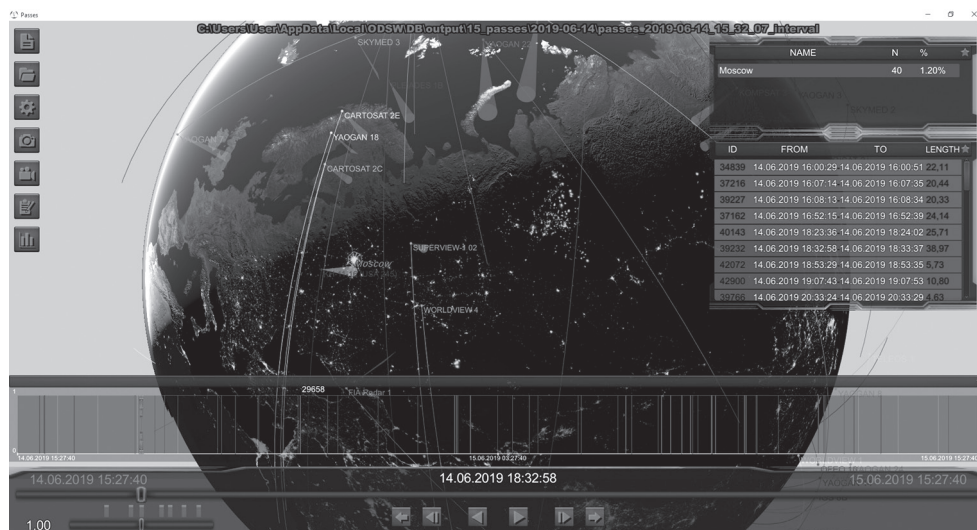 Passes
C:\Users\User\AppData\Local\ODSW\DB\output\15_passes\2019-06-14\passes#2019-06-14_15_32_07_interval
SKYMED 3
NAME N %
Moscow 40 1.20%
CARTOSAT 2E
YAOGAN 18
CARTOSAT 2C
SUPERVIEW-1 02
Moscow
WORLDVIEW 4
ID FROM TO LENGTH
34839 14.06.2019 16:00:29 14.06.2019 16:00:51 22,11
37216 14.06.2019 16:07:14 14.06.2019 16:07:35 20,44
39227 14.06.2019 16:08:13 14.06.2019 16:08:34 20,33
37162 14.06.2019 16:52:15 14.06.2019 16:52:39 24,14
40143 14.06.2019 18:23:36 14.06.2019 18:24:02 25,71
39232 14.06.2019 18:32:58 14.06.2019 18:33:37 38,97
42072 14.06.2019 18:53:29 14.06.2019 18:53:35 5,73
42900 14.06.2019 19:07:43 14.06.2019 19:07:53 10,80
39766 14.06.2019 20:33:24 14.06.2019 20:33:29 4,63
29658
FIA Radar 1
1
0
14.06.2019 15:27:40 15.06.2019 03:27:40 15.06.2019 15:27:40
14.06.2019 15:27:40 14.06.2019 18:32:58 15.06.2019 15:27:40
1.00